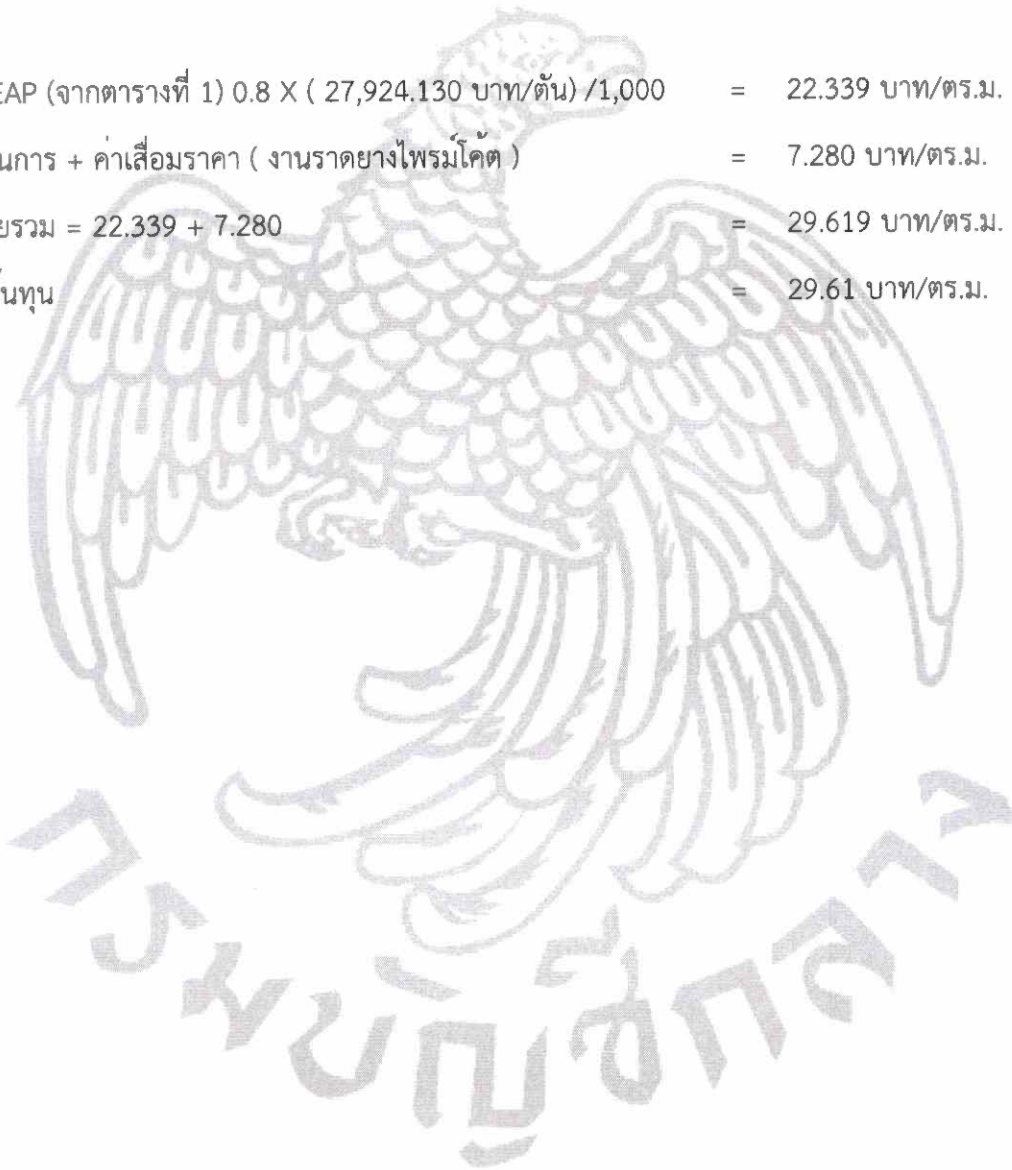 EAP (จากตารางที่ 1) 0.8 X ( 27,924.130 บาท/ตัน) /1,000 = 22.339 บาท/ตร.ม.
นการ + ค่าเสื่อมราคา ( งานราดยางไพรม์โค้ต ) = 7.280 บาท/ตร.ม.
ยรวม = 22.339 + 7.280 = 29.619 บาท/ตร.ม.
้นทุน = 29.61 บาท/ตร.ม.
กรมบัญชีกลาง